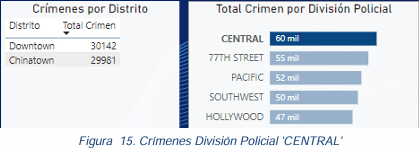 Crímenes por Distrito
Distrito Total Crimen
Downtown 30142
Chinatown 29981
Total Crimen por División Policial
CENTRAL 60 mil
77TH STREET 55 mil
PACIFIC 52 mil
SOUTHWEST 50 mil
HOLLYWOOD 47 mil
Figura 15. Crímenes División Policial 'CENTRAL'